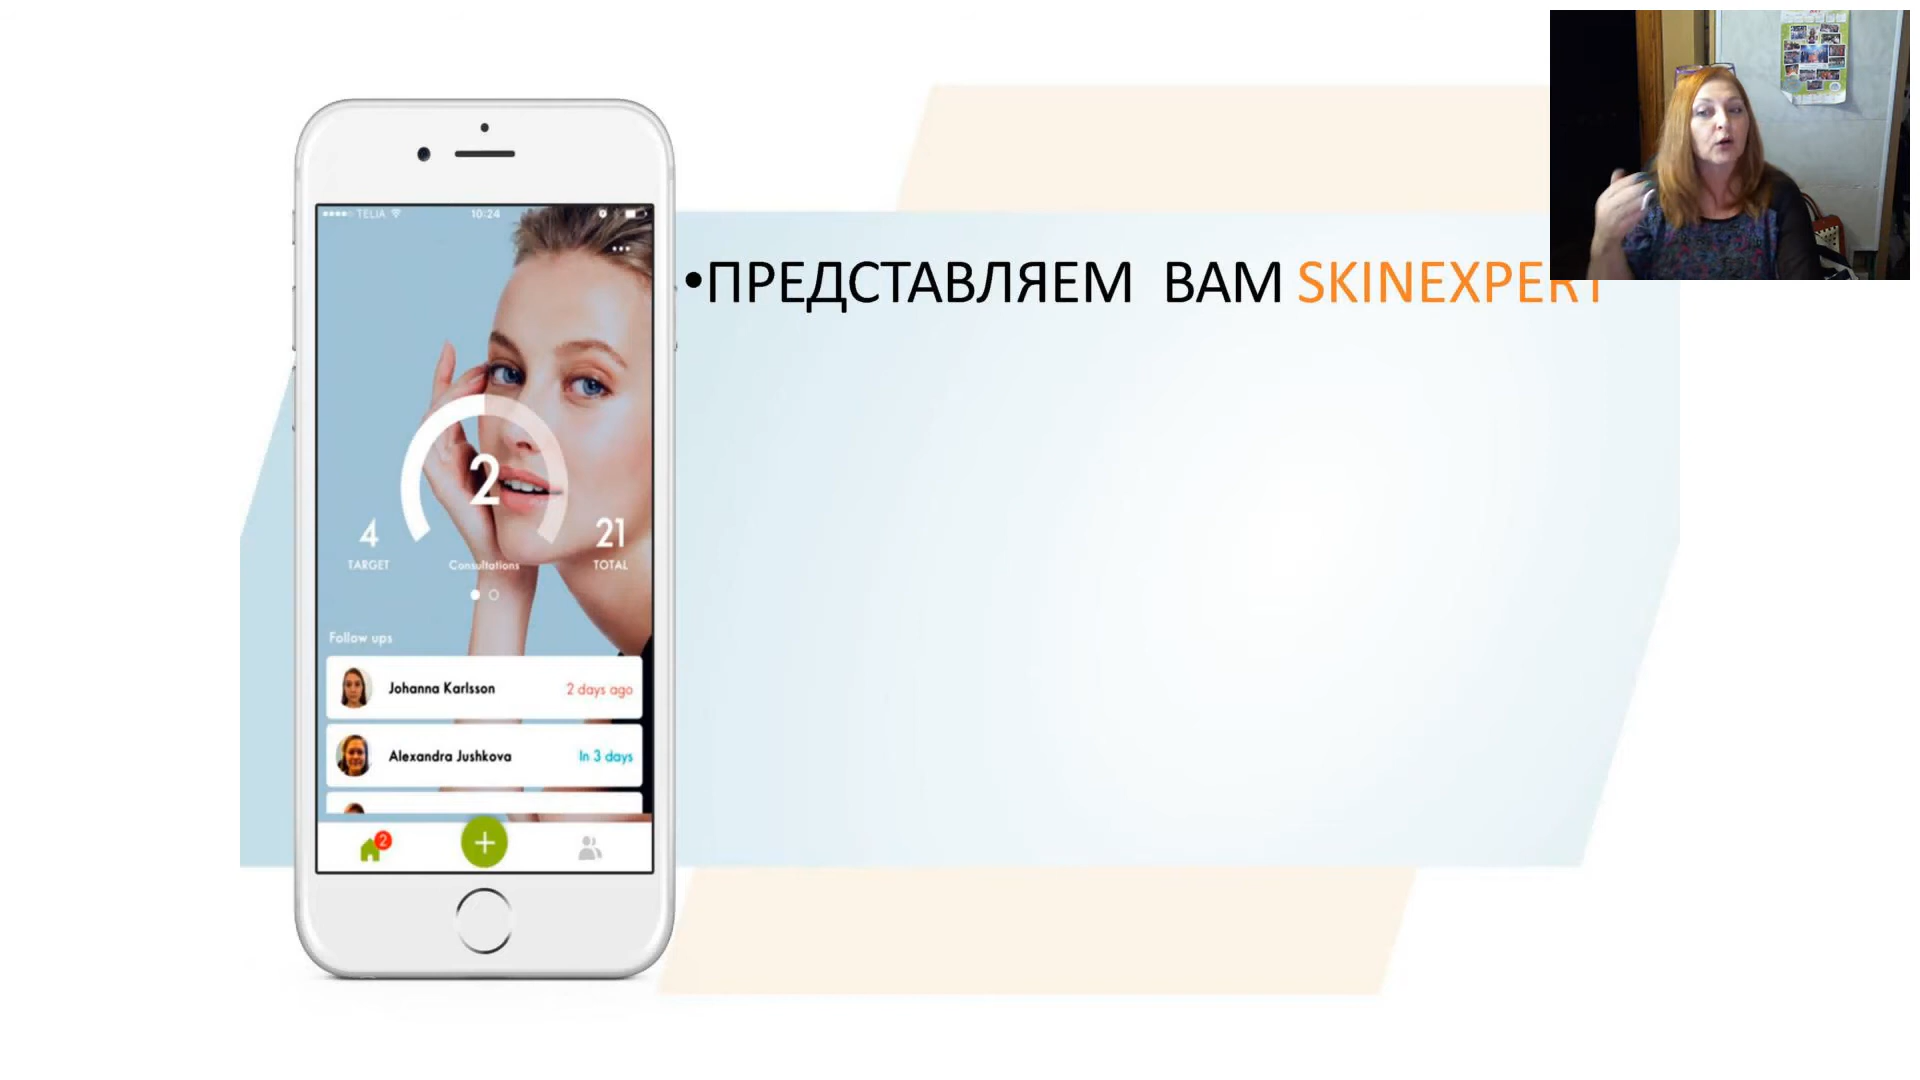 TELIA
10:24
•ПРЕДСТАВЛЯЕМ ВАМ SKINEXPERT
2
4
21
TARGET
Consultations
TOTAL
Follow ups
Johanna Karlsson
2 days ago
Alexandra Jushkova
In 3 days
2